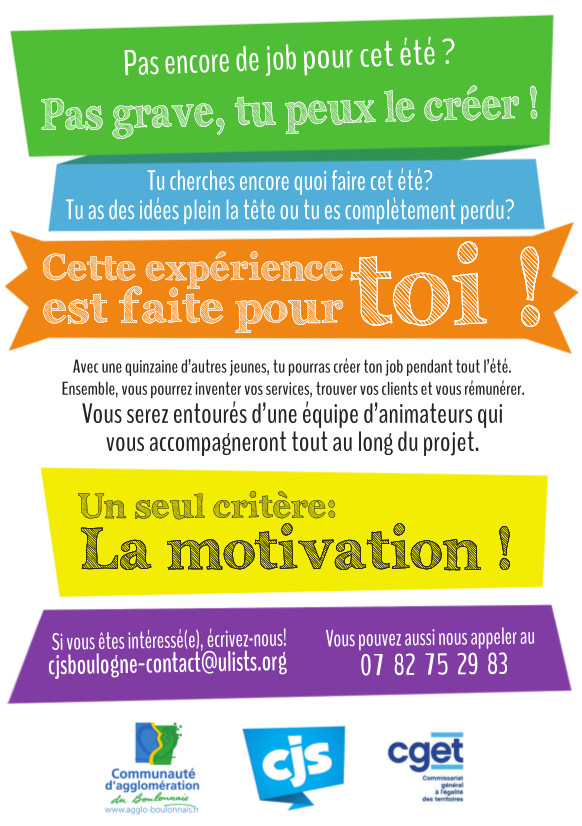 Pas encore de job pour cet été ?
Pas grave, tu peux le créer !
Tu cherches encore quoi faire cet été?
Tu as des idées plein la tête ou tu es complètement perdu?
Cette expérience
est faite pour
toi !
Avec une quinzaine d'autres jeunes, tu pourras créer ton job pendant tout l'été.
Ensemble, vous pourrez inventer vos services, trouver vos clients et vous rémunérer.
Vous serez entourés d'une équipe d'animateurs qui
vous accompagneront tout au long du projet.
Un seul critère:
La motivation !
Si vous êtes intéressé(e), écrivez-nous!
cjsboulogne-contact@ulists.org
Vous pouvez aussi nous appeler au
07 82 75 29 83
Communauté
d'agglomération
du Boulonnais
www.agglo-boulonnais.fr
cjs
cget
Commissariat
général
à l'égalité
des territoires